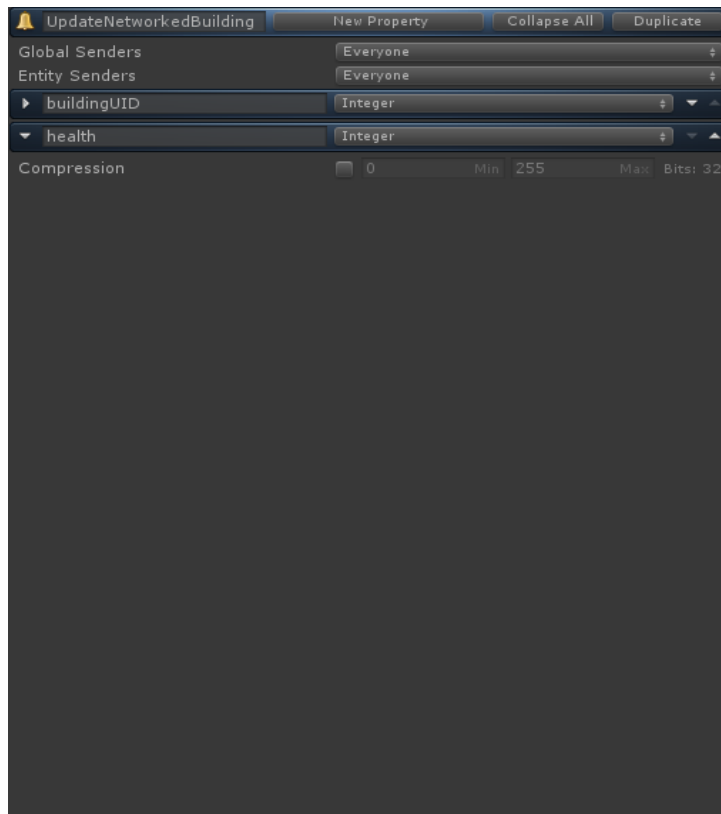 UpdateNetworkedBuilding New Property Collapse All Duplicate
Global Senders Everyone
Entity Senders Everyone
buildingUID Integer
health Integer
Compression 0 Min 255 Max Bits: 32